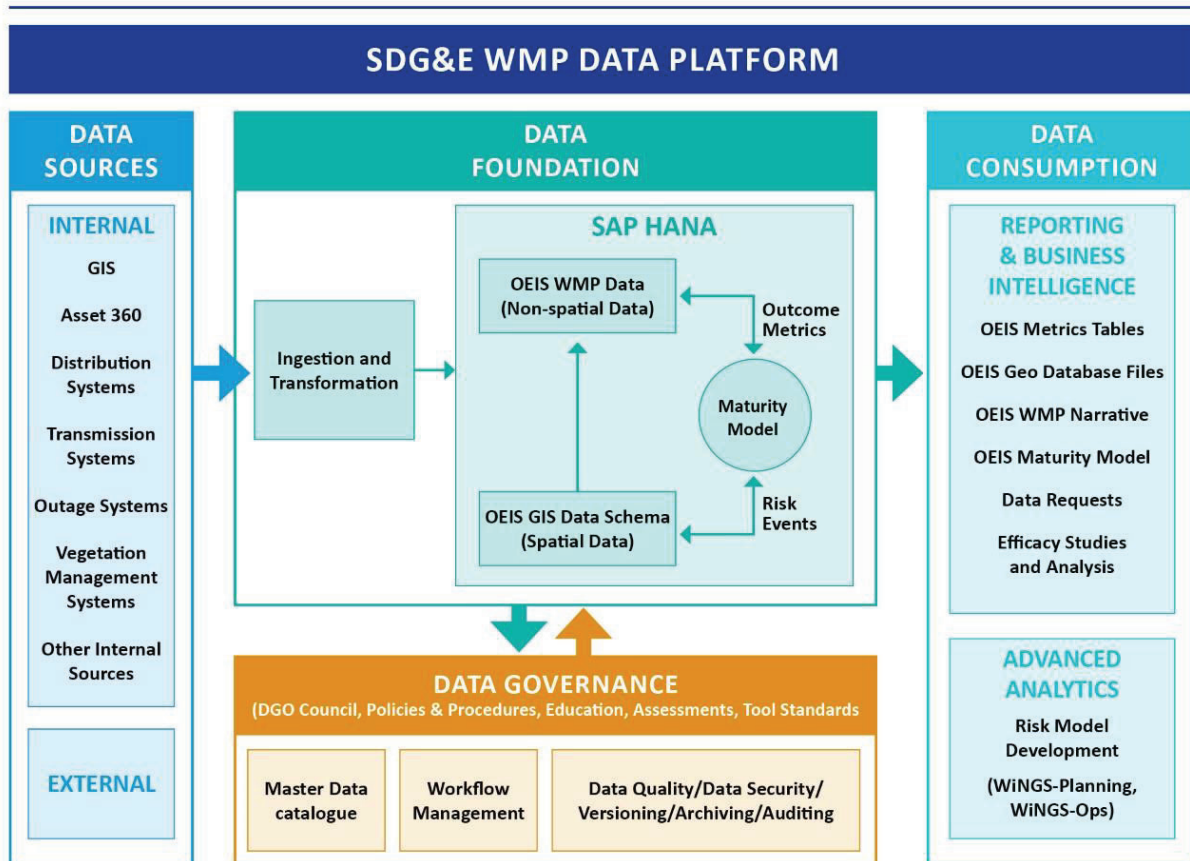 SDG&E WMP DATA PLATFORM
DATA
SOURCES
INTERNAL
GIS
Asset 360
Distribution
Systems
Transmission
Systems
Outage Systems
Vegetation
Management
Systems
Other Internal
Sources
EXTERNAL
DATA
FOUNDATION
Ingestion and
Transformation
SAP HANA
OEIS WMP Data
(Non-spatial Data)
Outcome
Metrics
Maturity
Model
OEIS GIS Data Schema
(Spatial Data)
Risk
Events
DATA GOVERNANCE
(DGO Council, Policies & Procedures, Education, Assessments, Tool Standards
Master Data
catalogue
Workflow
Management
Data Quality/Data Security/
Versioning/Archiving/Auditing
DATA
CONSUMPTION
REPORTING
& BUSINESS
INTELLIGENCE
OEIS Metrics Tables
OEIS Geo Database Files
OEIS WMP Narrative
OEIS Maturity Model
Data Requests
Efficacy Studies
and Analysis
ADVANCED
ANALYTICS
Risk Model
Development
(WiNGS-Planning,
WiNGS-Ops)